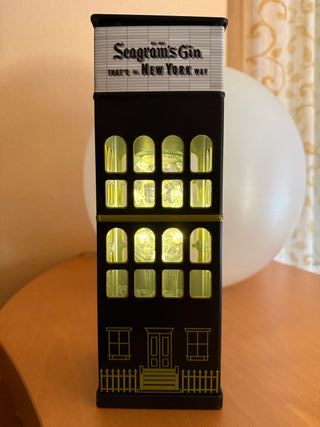 Seagram's Gin
THAT'S THE NEW YORK WAY